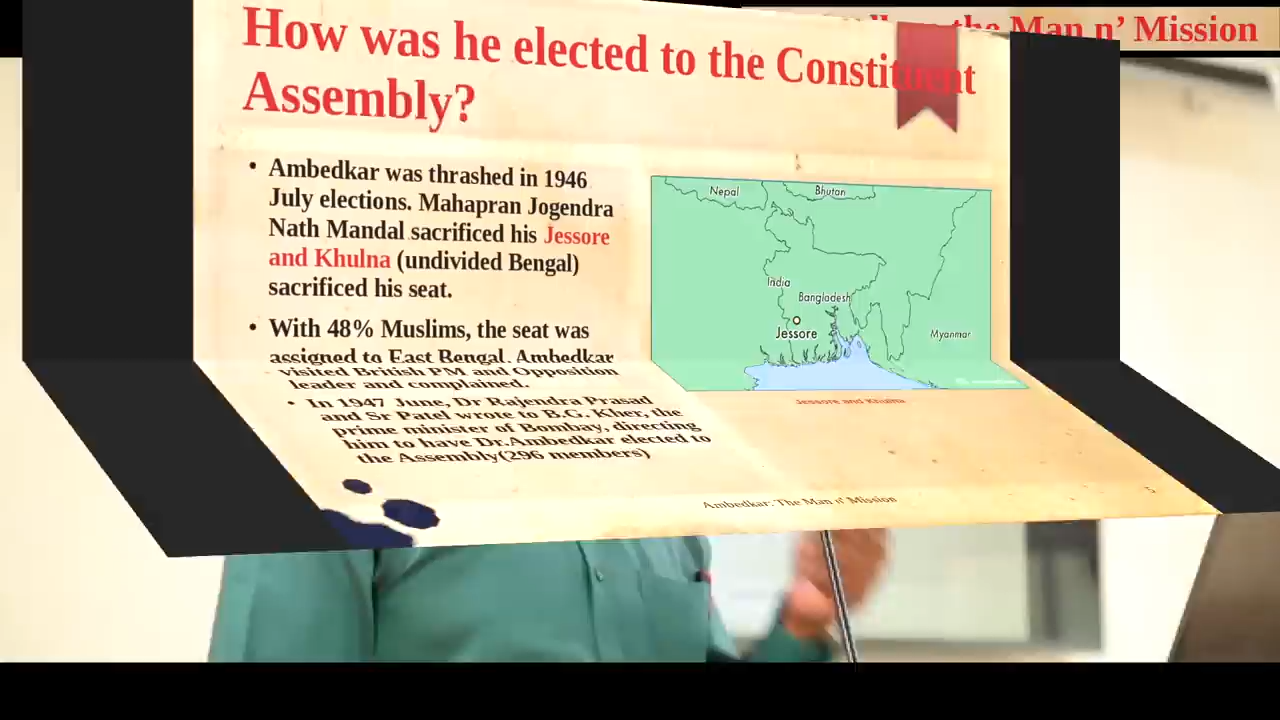 the Man n’ Mission
How was he elected to the Constituent
Assembly?
• Ambedkar was thrashed in 1946
July elections. Mahapran Jogendra
Nath Mandal sacrificed his Jessore
and Khulna (undivided Bengal)
sacrificed his seat.
• With 48% Muslims, the seat was
assigned to East Bengal. Ambedkar
visited British PM and Opposition
leader and complained.
• In 1947 June, Dr Rajendra Prasad
and Sr Patel wrote to B.G. Kher, the
prime minister of Bombay, directing
him to have Dr.Ambedkar elected to
the Assembly(296 members)
Nepal
Bhutan
India
Bangladesh
Jessore
Myanmar
Jessore and Khulna
Ambedkar: The Man n’ Mission
5